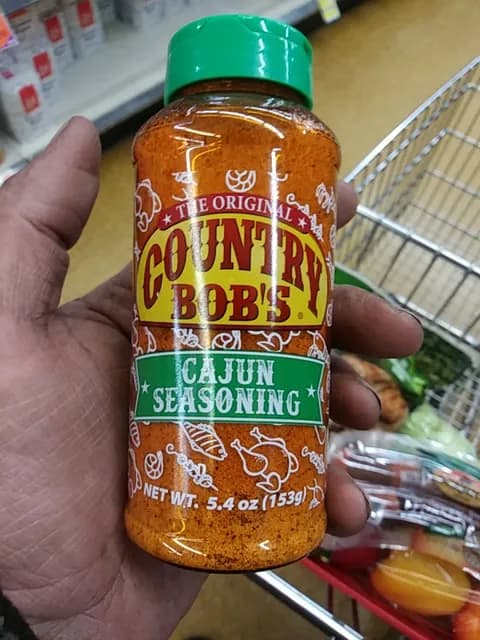 THE ORIGINAL
COUNTRY
BOB'S
CAJUN
SEASONING
NET WT. 5.4 oz (153g)